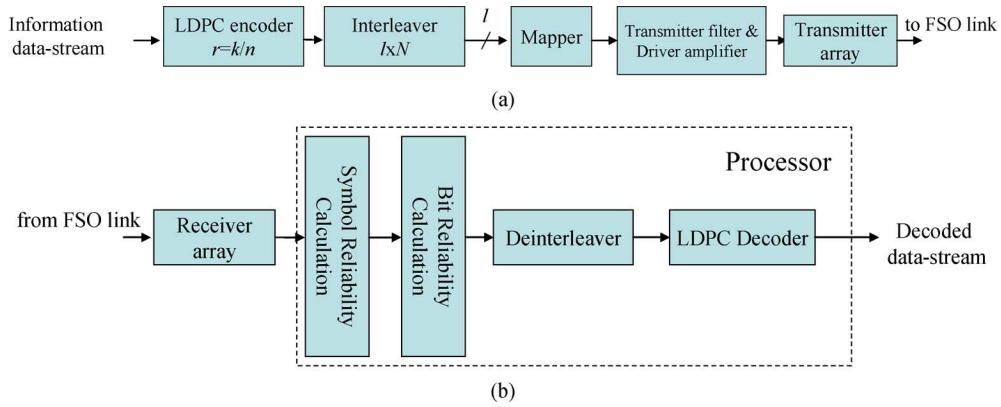 Information
data-stream
LDPC encoder
r=k/n
Interleaver
lxN
l
Mapper
Transmitter filter &
Driver amplifier
Transmitter
array
to FSO link
(a)
Processor
from FSO link
Receiver
array
Symbol Reliability
Calculation
Bit Reliability
Calculation
Deinterleaver
LDPC Decoder
Decoded
data-stream
(b)